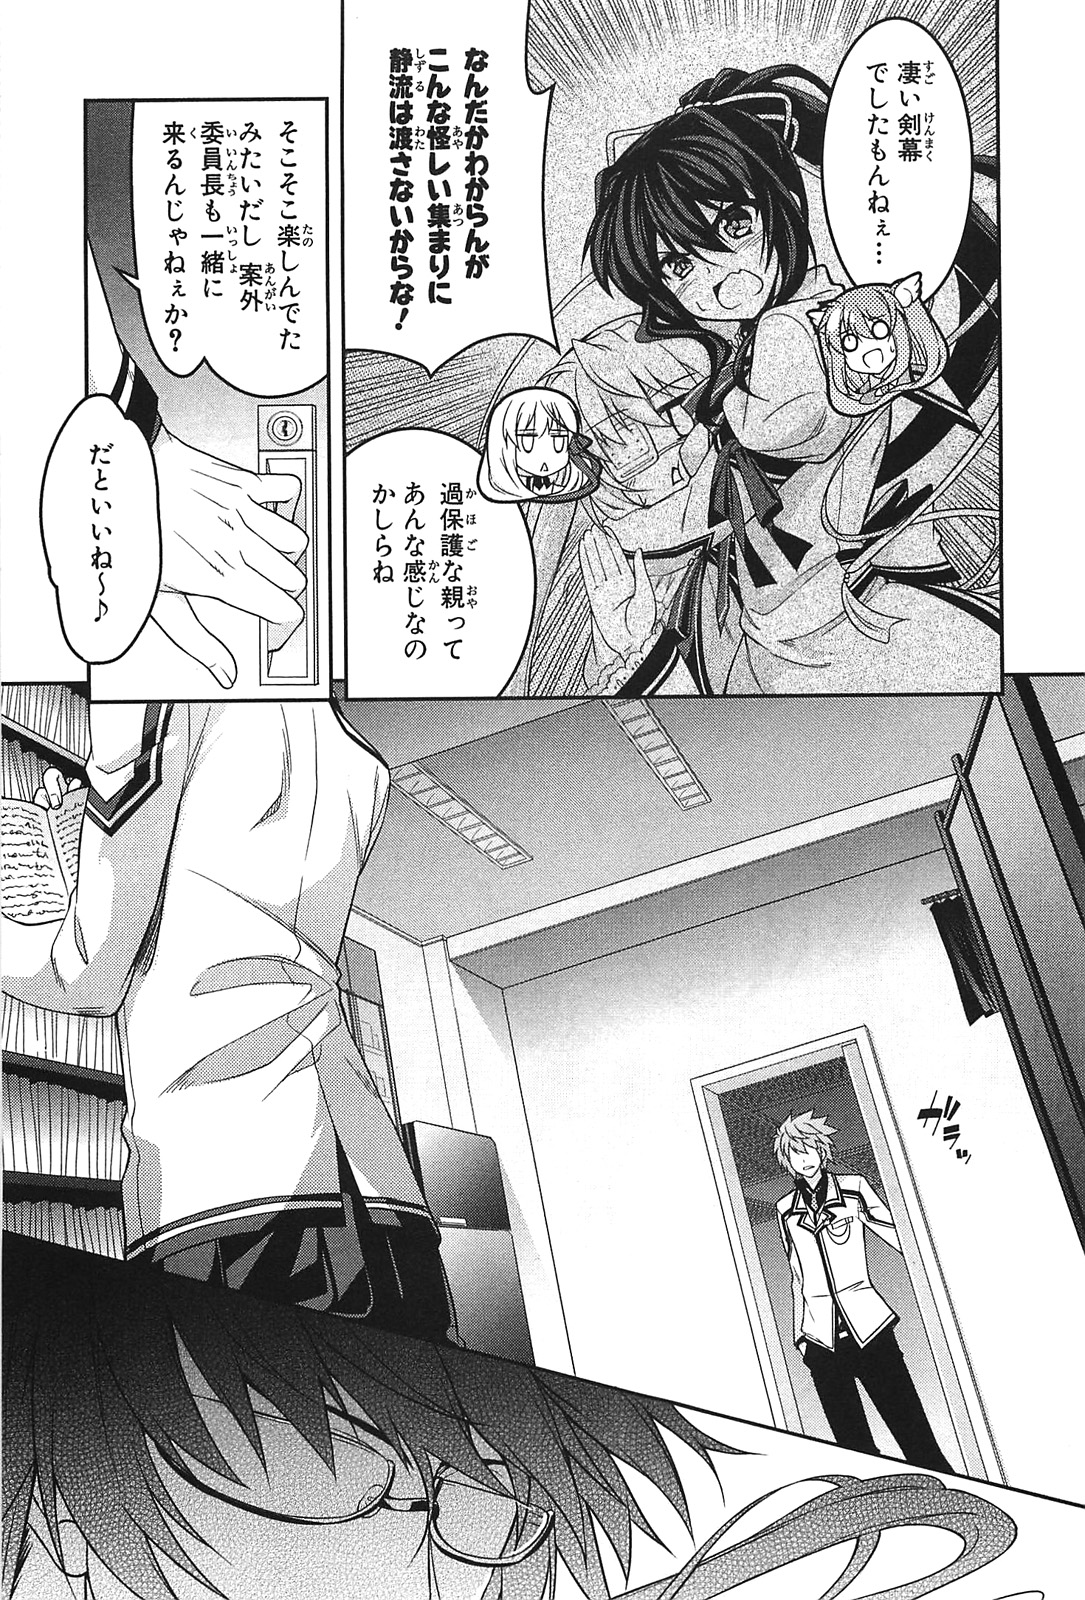 凄い剣幕
でしたもんねぇ…
なんだかわからんが
こんな怪しい集まりに
静流は渡さないからな!
過保護な親って
あんな感じなの
かしらね
そこそこ楽しんでた
みたいだし 案外
委員長も一緒に
来るんじゃねぇか?
だといいね〜♪
ガラッ